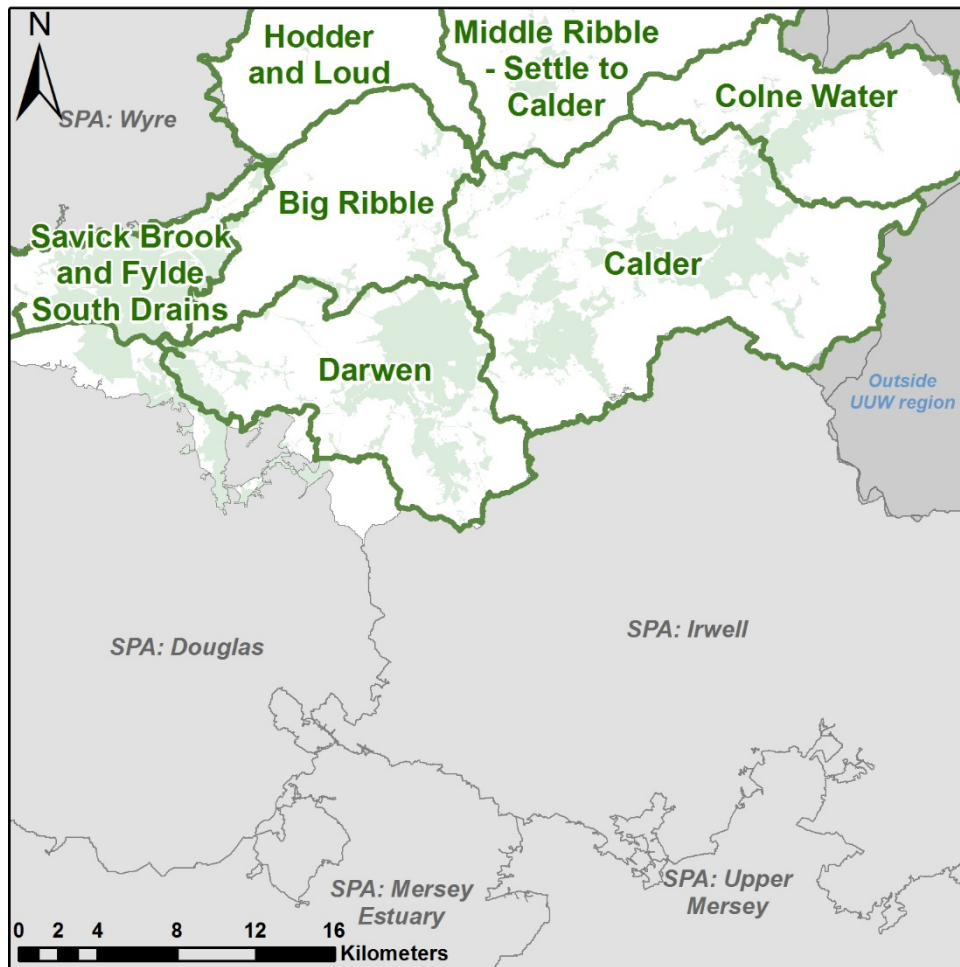 N
Hodder
and Loud
Middle Ribble
- Settle to
Calder
Colne Water
SPA: Wyre
Big Ribble
Savick Brook
and Fylde
South Drains
Calder
Darwen
Outside
UUW region
SPA: Douglas
SPA: Irwell
SPA: Mersey
Estuary
SPA: Upper
Mersey
0 2 4 8 12 16
Kilometers